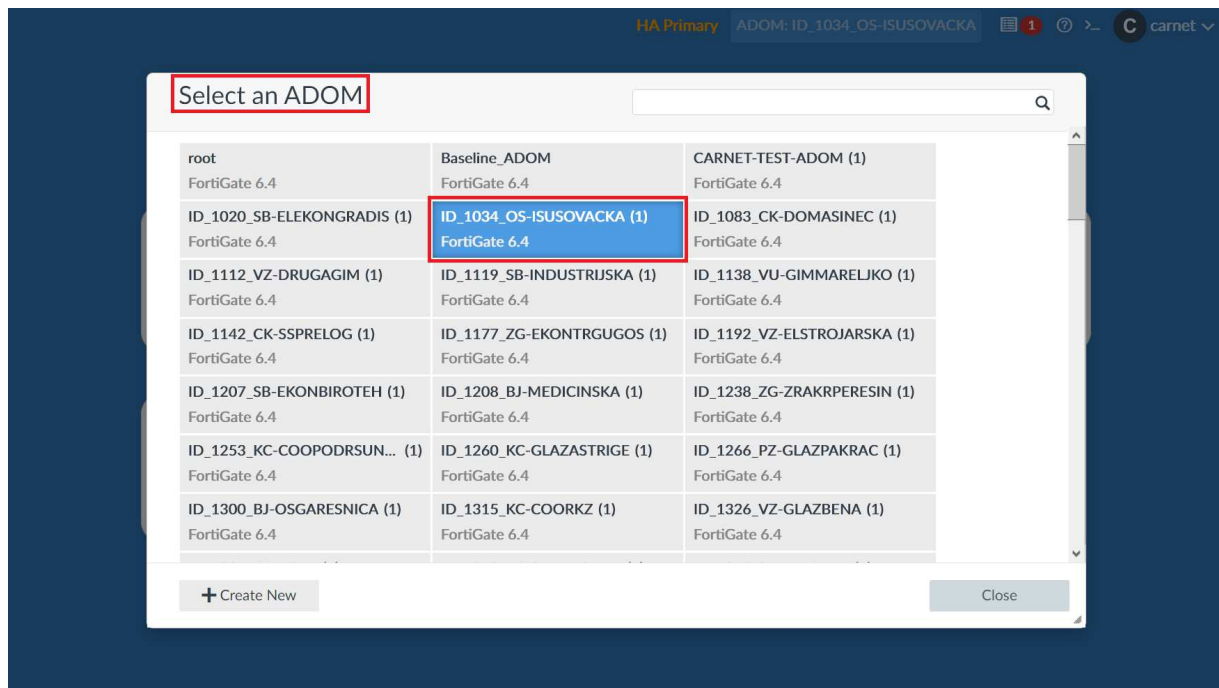 HA Primary ADOM: ID_1034_OS-ISUSOVACKA 1 ? >_ C carnet
Select an ADOM
root Baseline_ADOM CARNET-TEST-ADOM (1)
FortiGate 6.4 FortiGate 6.4 FortiGate 6.4
ID_1020_SB-ELEKONGRADIS (1) ID_1034_OS-ISUSOVACKA (1) ID_1083_CK-DOMASINEC (1)
FortiGate 6.4 FortiGate 6.4 FortiGate 6.4
ID_1112_VZ-DRUGAGIM (1) ID_1119_SB-INDUSTRIJSKA (1) ID_1138_VU-GIMMARELJKO (1)
FortiGate 6.4 FortiGate 6.4 FortiGate 6.4
ID_1142_CK-SSPRELOG (1) ID_1177_ZG-EKONTRGUGOS (1) ID_1192_VZ-ELSTROJARSKA (1)
FortiGate 6.4 FortiGate 6.4 FortiGate 6.4
ID_1207_SB-EKONBIROTEH (1) ID_1208_BJ-MEDICINSKA (1) ID_1238_ZG-ZRAKRPERESIN (1)
FortiGate 6.4 FortiGate 6.4 FortiGate 6.4
ID_1253_KC-COOPODRSUN... (1) ID_1260_KC-GLAZASTRIGE (1) ID_1266_PZ-GLAZPAKRAC (1)
FortiGate 6.4 FortiGate 6.4 FortiGate 6.4
ID_1300_BJ-OSGARESNICA (1) ID_1315_KC-COORKZ (1) ID_1326_VZ-GLAZBENA (1)
FortiGate 6.4 FortiGate 6.4 FortiGate 6.4
+ Create New Close